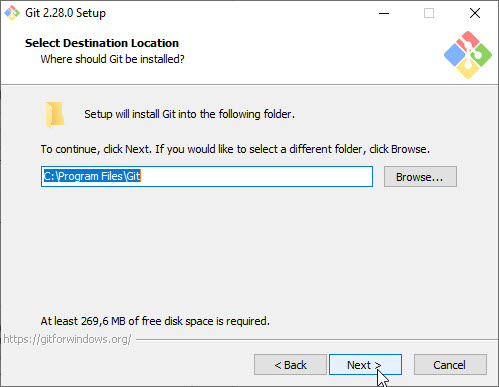 Git 2.28.0 Setup
Select Destination Location
Where should Git be installed?
Setup will install Git into the following folder.
To continue, click Next. If you would like to select a different folder, click Browse.
C:\Program Files\Git
Browse...
At least 269,6 MB of free disk space is required.
https://gitforwindows.org/
< Back
Next >
Cancel